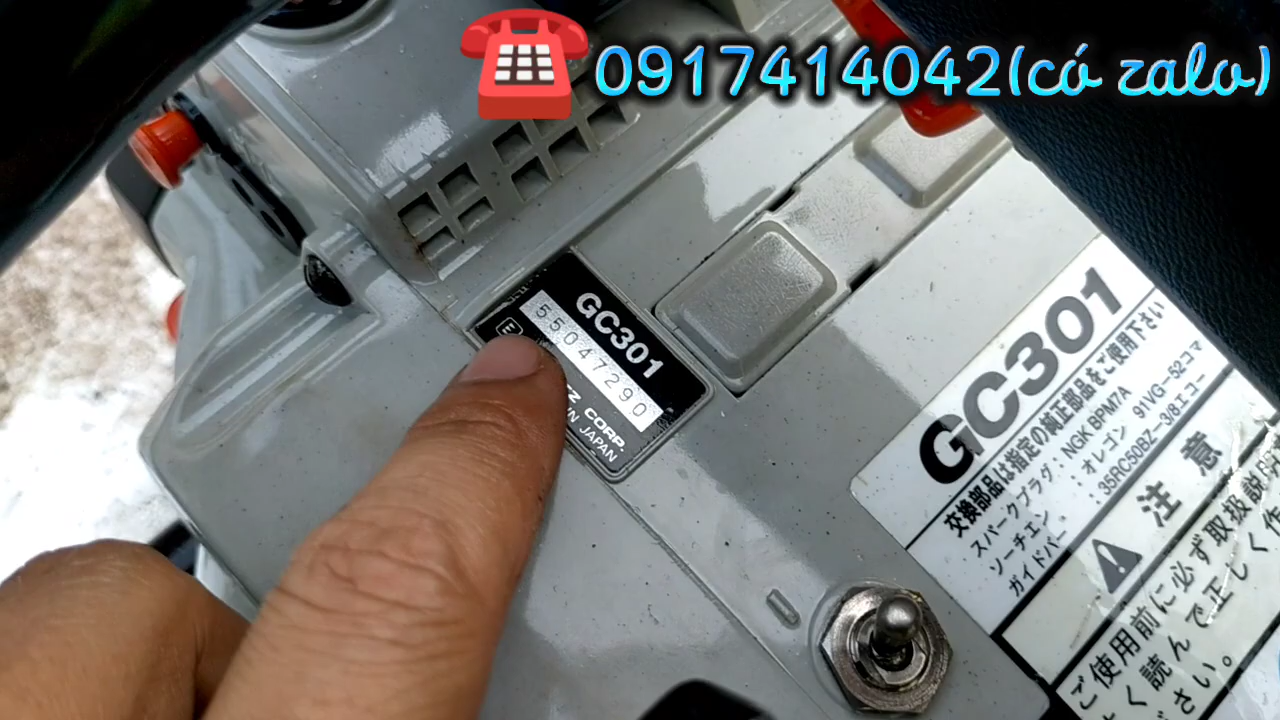 0917414042(có zalo)
GC301
55047290
CORP.
JAPAN
GC301
交換部品は指定の純正部品をご使用下さい
スパークプラグ:NGK BPM7A
ソーチェン :オレゴン 91VG-52コマ
ガイドバー :35RC50BZ-3/8エコー
注意
ご使用前に必ず取扱説
よく読んで正しく作
ださい。